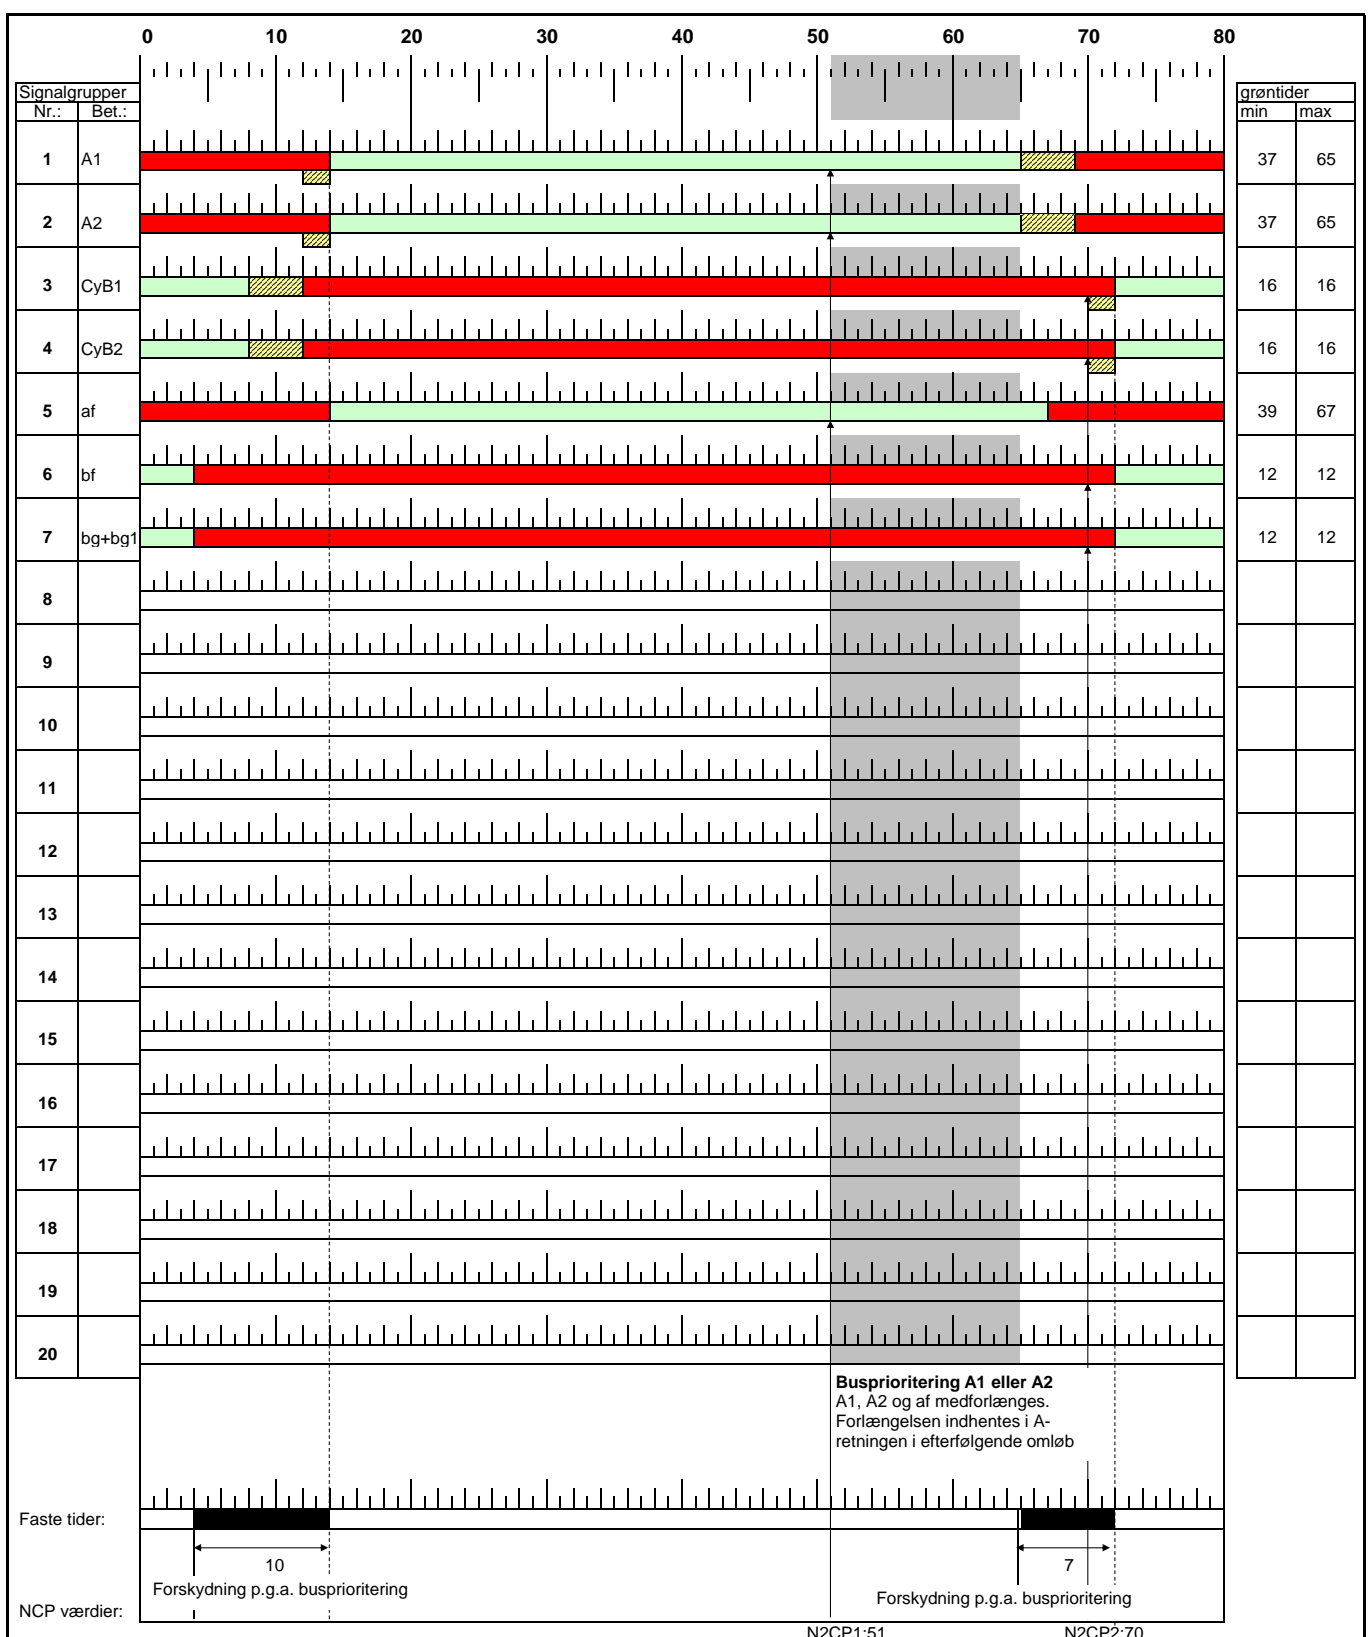 0 10 20 30 40 50 60 70 80
Signalgrupper grøntider
Nr.: Bet.: min max
1 A1 37 65
2 A2 37 65
3 CyB1 16 16
4 CyB2 16 16
5 af 39 67
6 bf 12 12
7 bg+bg1 12 12
8
9
10
11
12
13
14
15
16
17
18
19
20
Busprioritering A1 eller A2
A1, A2 og af medforlænges.
Forlængelsen indhentes i A-
retningen i efterfølgende omløb
Faste tider:
10 7
Forskydning p.g.a. busprioritering Forskydning p.g.a. busprioritering
NCP værdier:
N2CP1:51 N2CP2:70